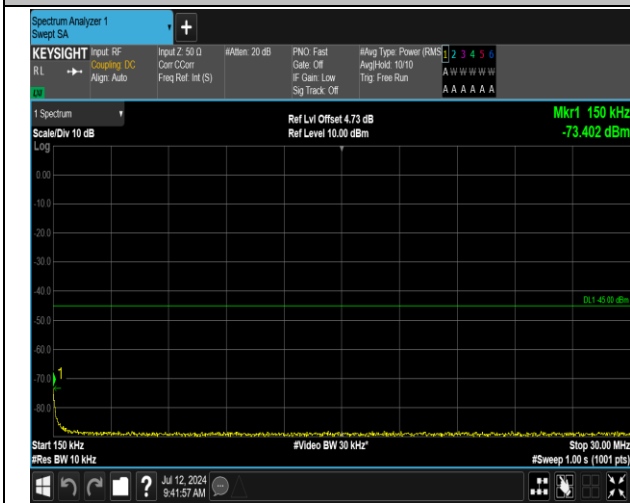 Spectrum Analyzer 1
Swept SA
+
KEYSIGHT
RL
Input: RF
Coupling: DC
Align: Auto
Input Z: 50 Ω
Corr CCorr
Freq Ref: Int (S)
#Atten: 20 dB
PNO: Fast
Gate: Off
IF Gain: Low
Sig Track: Off
#Avg Type: Power (RMS
Avg|Hold: 10/10
Trig: Free Run
1 2 3 4 5 6
A W W W W W
A A A A A A
1 Spectrum
Scale/Div 10 dB
Log
Ref Lvl Offset 4.73 dB
Ref Level 10.00 dBm
Mkr1 150 kHz
-73.402 dBm
0.00
-10.0
-20.0
-30.0
-40.0
DL1 -45.00 dBm
-50.0
-60.0
-70.0
1
-80.0
Start 150 kHz
#Video BW 30 kHz*
Stop 30.00 MHz
#Res BW 10 kHz
#Sweep 1.00 s (1001 pts)
?
Jul 12, 2024
9:41:57 AM